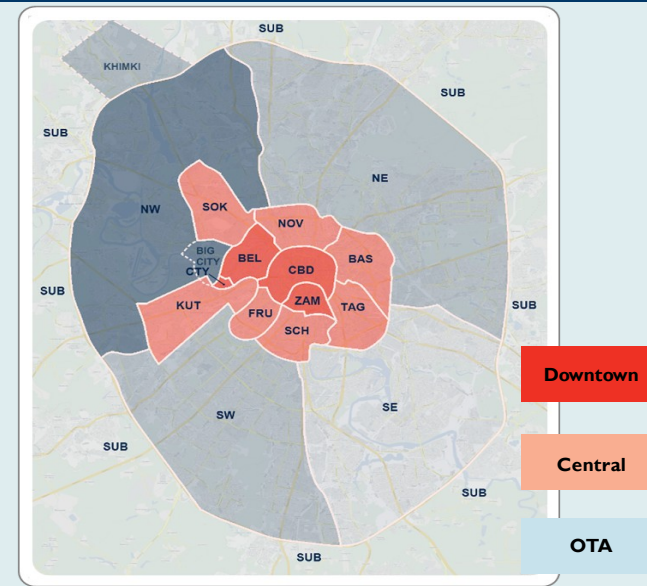 SUB
KHIMKI
SUB
SUB
NE
NW
SOK
NOV
BIG
CITY
CTY
BEL
CBD
BAS
SUB
KUT
FRU
ZAM
TAG
SUB
SCH
Downtown
SW
SE
SUB
Central
SUB
OTA
SUB